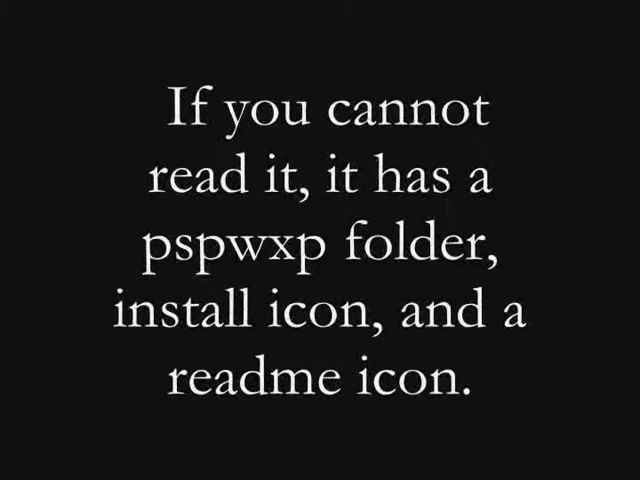 If you cannot
read it, it has a
pspwxp folder,
install icon, and a
readme icon.